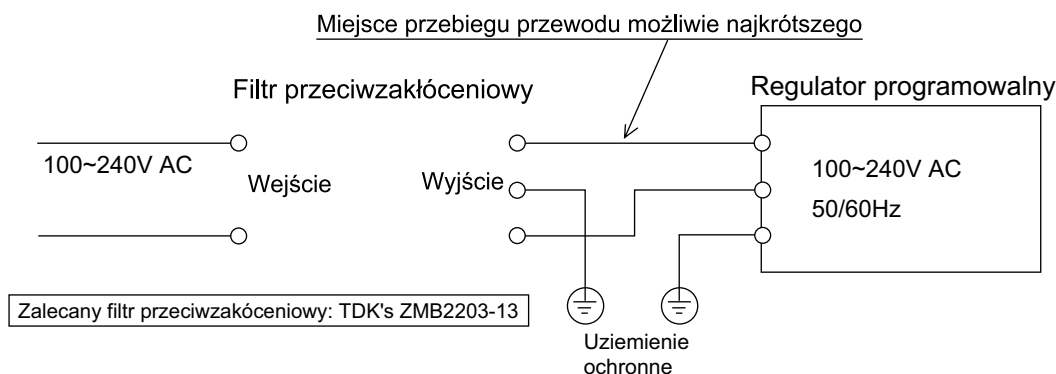 Miejsce przebiegu przewodu możliwie najkrótszego
Filtr przeciwzakłóceniowy
Regulator programowalny
100~240V AC
Wejście
Wyjście
100~240V AC
50/60Hz
Zalecany filtr przeciwzakóceniowy: TDK's ZMB2203-13
Uziemienie
ochronne